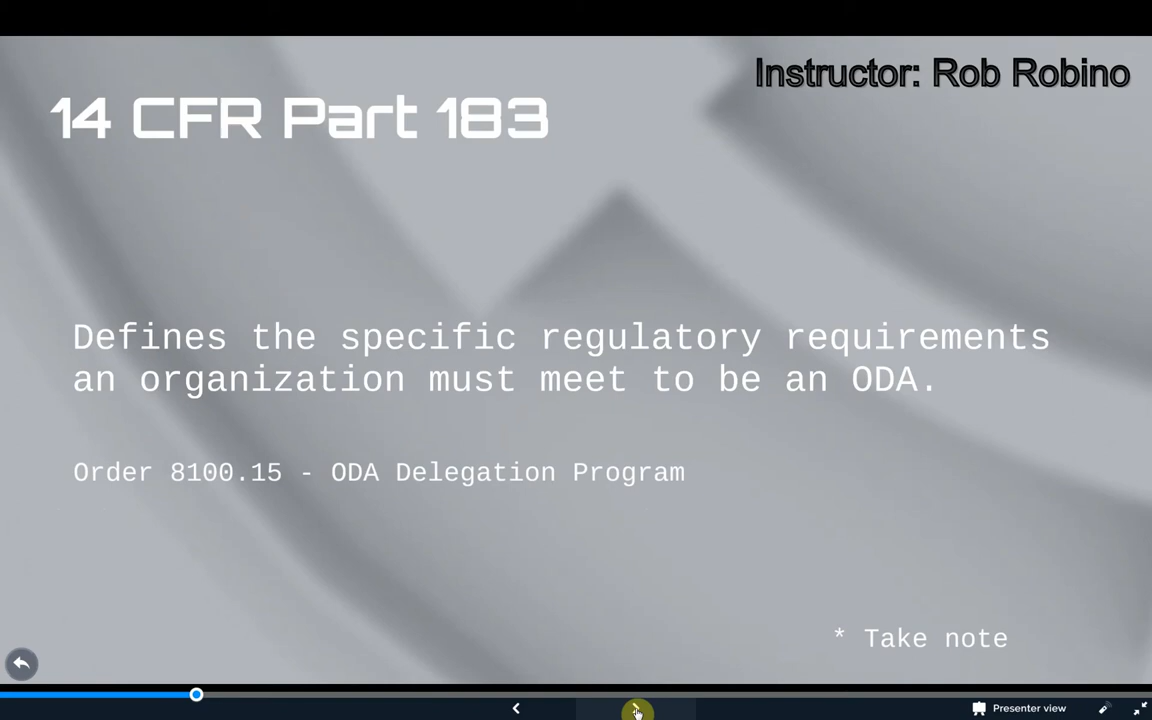 Instructor: Rob Robino
14 CFR Part 183
Defines the specific regulatory requirements
an organization must meet to be an ODA.
Order 8100.15 - ODA Delegation Program
* Take note
Presenter view